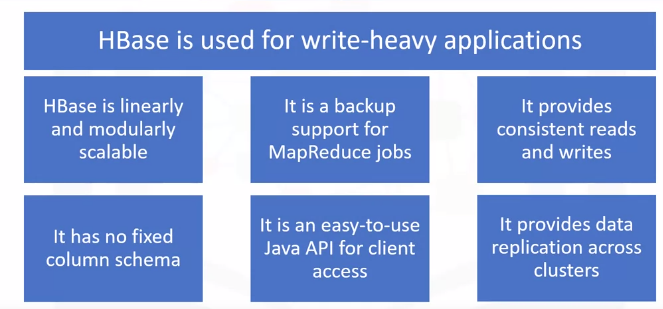 HBase is used for write-heavy applications
HBase is linearly
and modularly
scalable
It is a backup
support for
MapReduce jobs
It provides
consistent reads
and writes
It has no fixed
column schema
It is an easy-to-use
Java API for client
access
It provides data
replication across
clusters